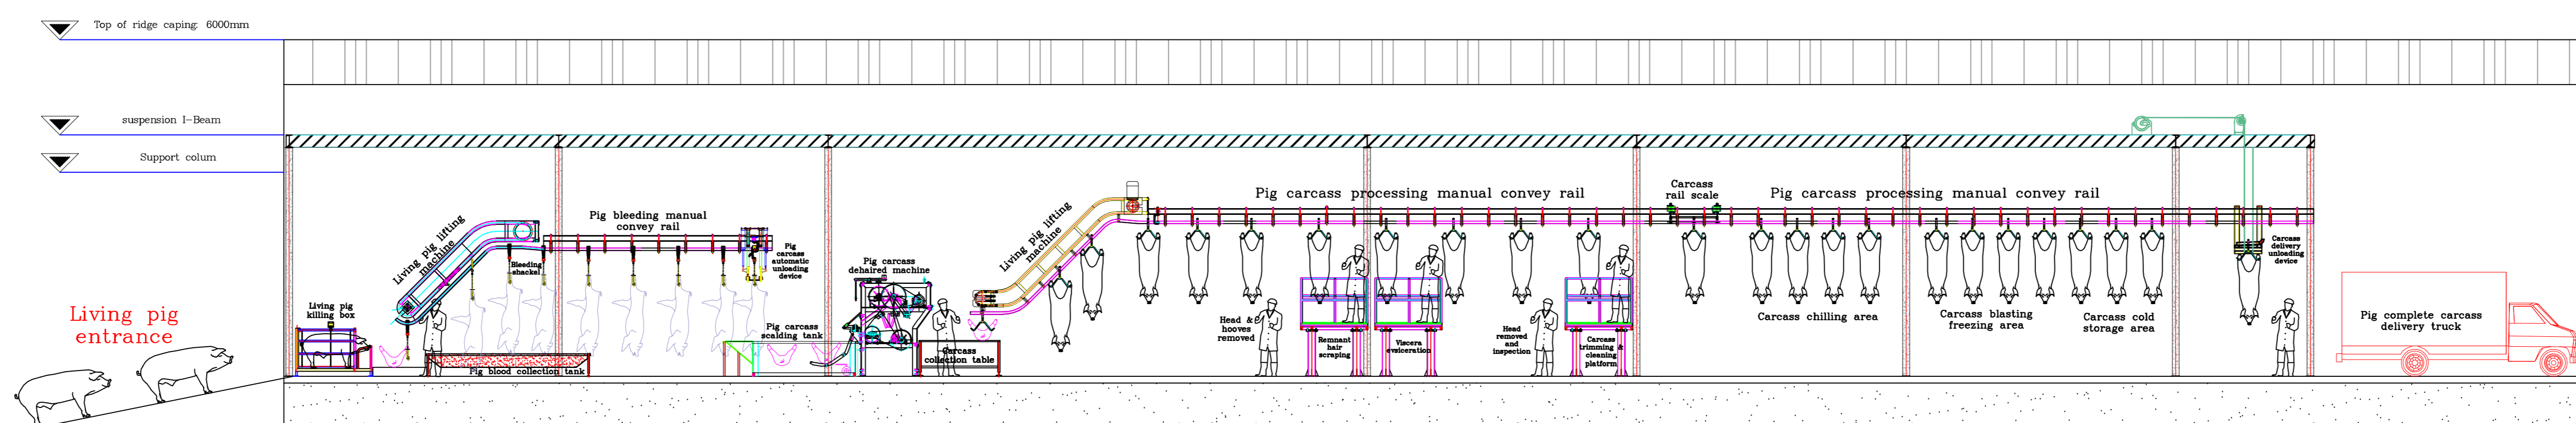 Top of ridge caping: 6000mm
suspension I-Beam
Support colum
Living pig
entrance
Living pig
killing box
Living pig lifting
machine
Bleeding
shackel
Pig blood collection tank
Pig bleeding manual
convey rail
Pig
carcass
automatic
unloading
device
Pig carcass
scalding tank
Pig carcass
dehaired machine
Carcass
collection table
Living pig lifting
machine
Pig carcass processing manual convey rail
Head &
hooves
removed
Remnant
hair
scraping
Viscera
evsiceration
Head
removed
and
inspection
Carcass
trimming &
cleaning
platform
Carcass
rail scale
Pig carcass processing manual convey rail
Carcass chilling area
Carcass blasting
freezing area
Carcass cold
storage area
Carcass
delivery
unloading
device
Pig complete carcass
delivery truck